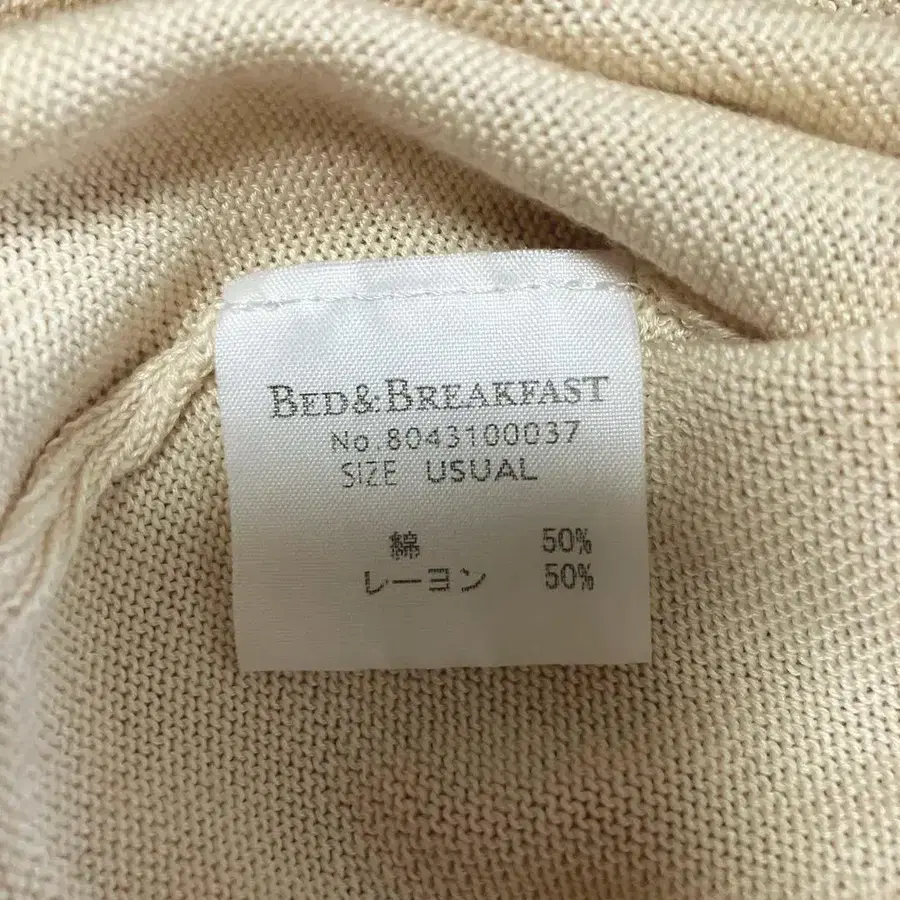 BED&BREAKFAST
No.8043100037
SIZE USUAL
綿 50%
レーヨン 50%